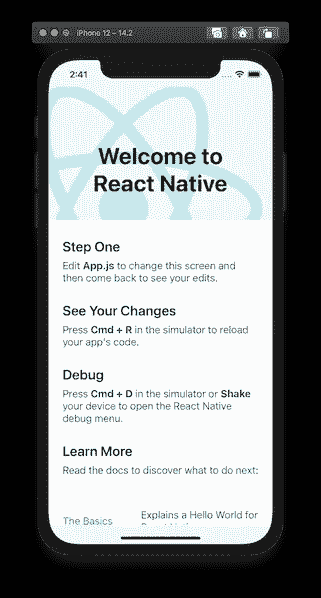 iPhone 12 – 14.2
2:41
Welcome to
React Native
Step One
Edit App.js to change this screen and
then come back to see your edits.
See Your Changes
Press Cmd + R in the simulator to reload
your app's code.
Debug
Press Cmd + D in the simulator or Shake
your device to open the React Native
debug menu.
Learn More
Read the docs to discover what to do next:
The Basics
Explains a Hello World for